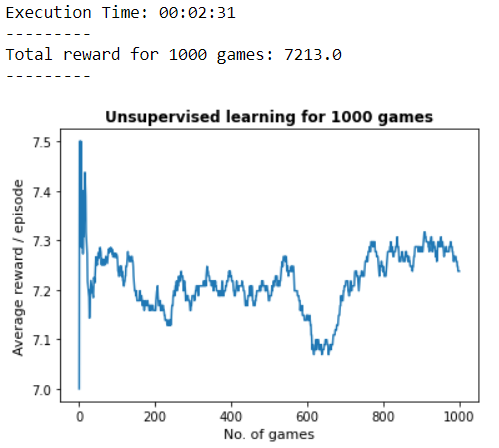 Execution Time: 00:02:31
---------
Total reward for 1000 games: 7213.0
---------
Unsupervised learning for 1000 games
7.5
7.4
7.3
7.2
7.1
7.0
Average reward / episode
0 200 400 600 800 1000
No. of games